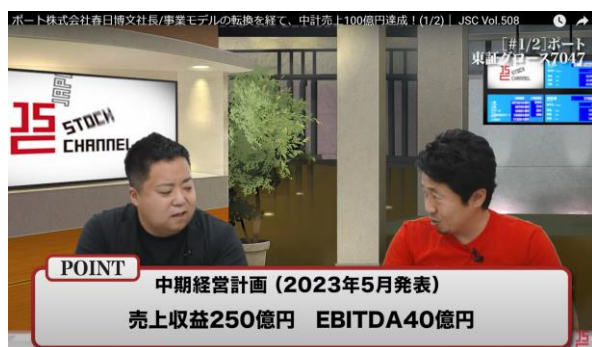 ポート株式会社春日博文社長/事業モデルの転換を経て、中計売上100億円達成！(1/2)｜ JSC Vol.508
[#1/2]ポート
東証グロース7047
JAPAN
STOCK
CHANNEL
POINT
中期経営計画（2023年5月発表）
売上収益250億円　EBITDA40億円